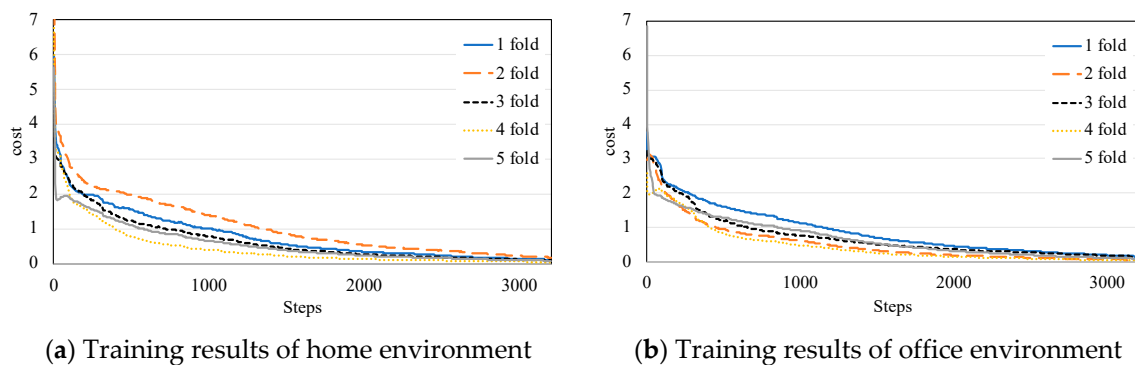 7
6
5
4
3
2
1
0
cost
0 1000 2000 3000
Steps
1 fold
2 fold
3 fold
4 fold
5 fold
(a) Training results of home environment
7
6
5
4
3
2
1
0
cost
0 1000 2000 3000
Steps
1 fold
2 fold
3 fold
4 fold
5 fold
(b) Training results of office environment